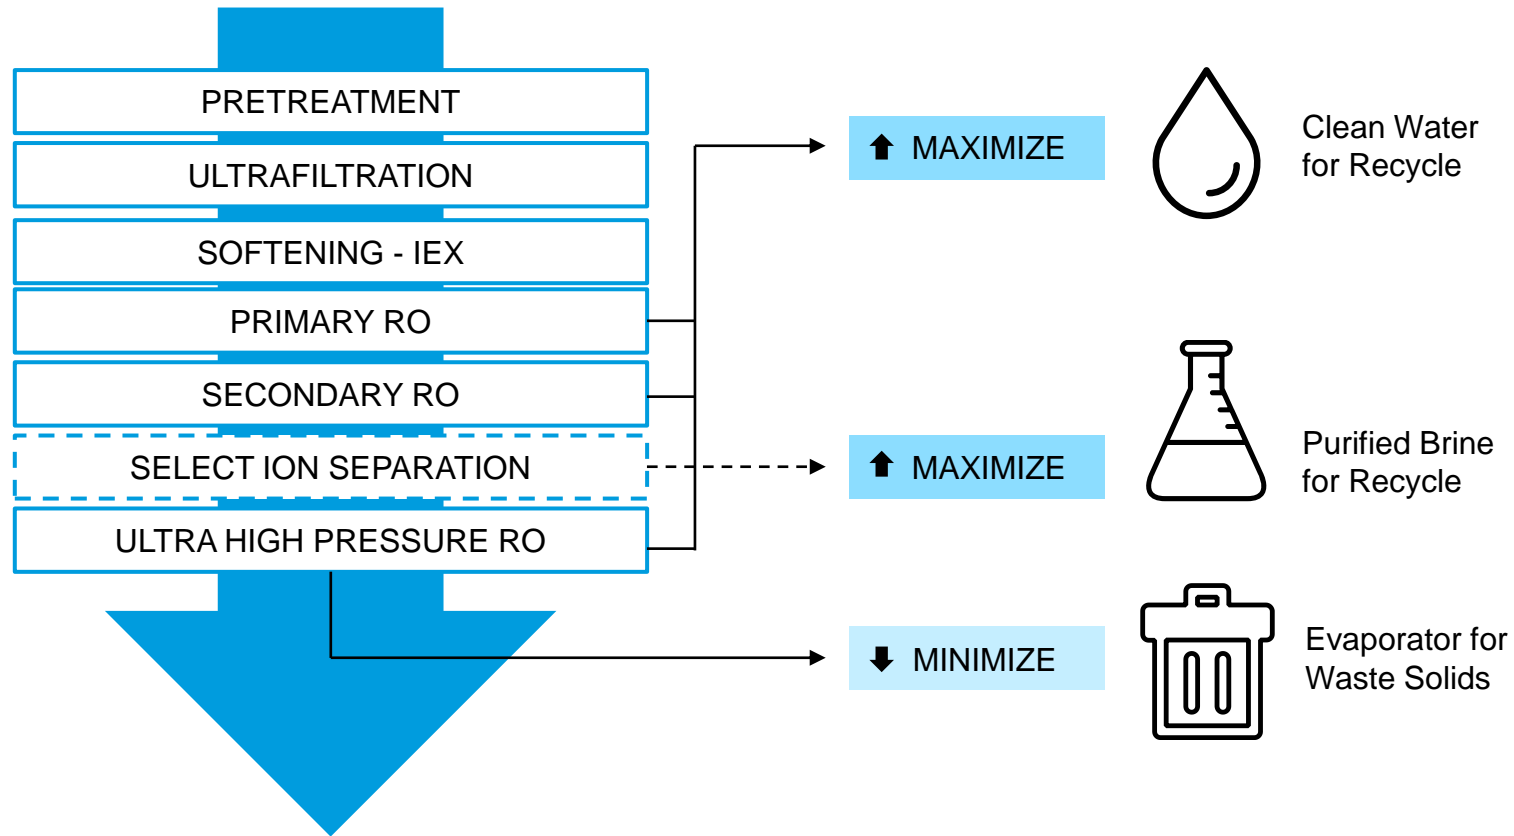 PRETREATMENT
ULTRAFILTRATION
SOFTENING - IEX
PRIMARY RO
SECONDARY RO
SELECT ION SEPARATION
ULTRA HIGH PRESSURE RO
MAXIMIZE
Clean Water
for Recycle
MAXIMIZE
Purified Brine
for Recycle
MINIMIZE
Evaporator for
Waste Solids